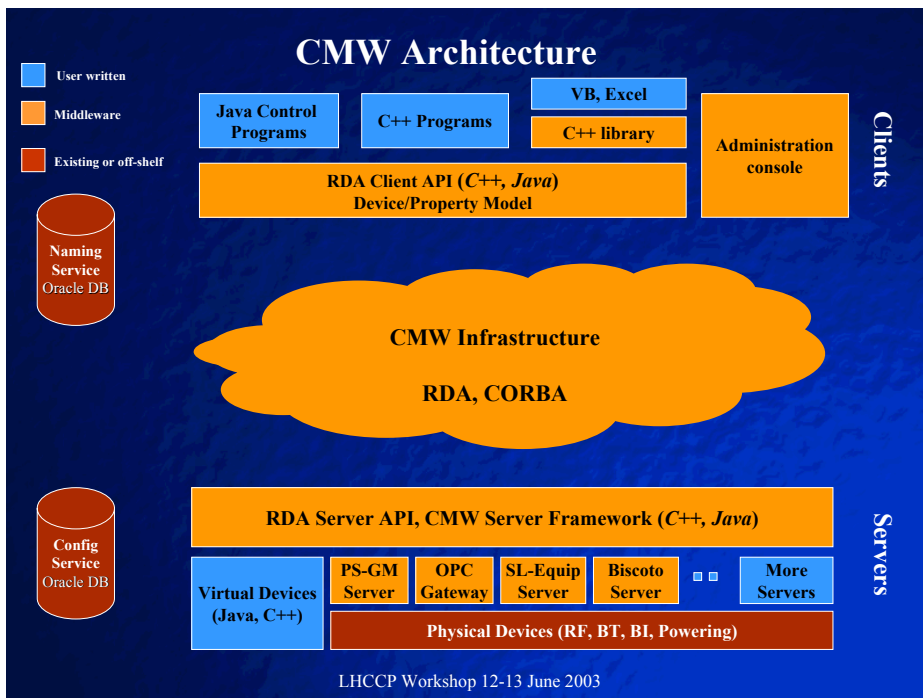 CMW Architecture
User written
Middleware
Existing or off-shelf
Java Control
Programs
C++ Programs
VB, Excel
C++ library
Administration
console
RDA Client API (C++, Java)
Device/Property Model
Clients
Naming
Service
Oracle DB
CMW Infrastructure
RDA, CORBA
Config
Service
Oracle DB
RDA Server API, CMW Server Framework (C++, Java)
Virtual Devices
(Java, C++)
PS-GM
Server
OPC
Gateway
SL-Equip
Server
Biscoto
Server
More
Servers
Physical Devices (RF, BT, BI, Powering)
Servers
LHCCP Workshop 12-13 June 2003